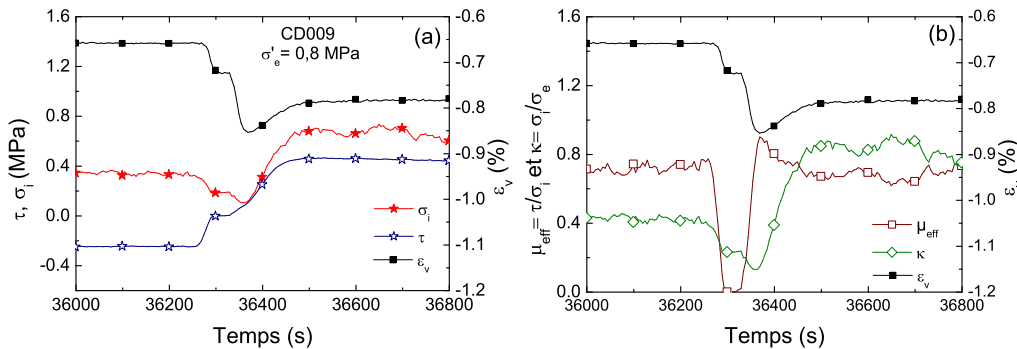 CD009
σ'e = 0,8 MPa
(a)
τ, σi (MPa)
1.6
1.2
0.8
0.4
0.0
-0.4
-0.6
-0.7
-0.8
-0.9
-1.0
-1.1
-1.2
εv (%)
σi
τ
εv
36000 36200 36400 36600 36800
Temps (s)
(b)
μeff= τ/σi et κ= σi/σe
1.6
1.2
0.8
0.4
0.0
-0.6
-0.7
-0.8
-0.9
-1.0
-1.1
-1.2
(%)
μeff
κ
εv
36000 36200 36400 36600 36800
Temps (s)